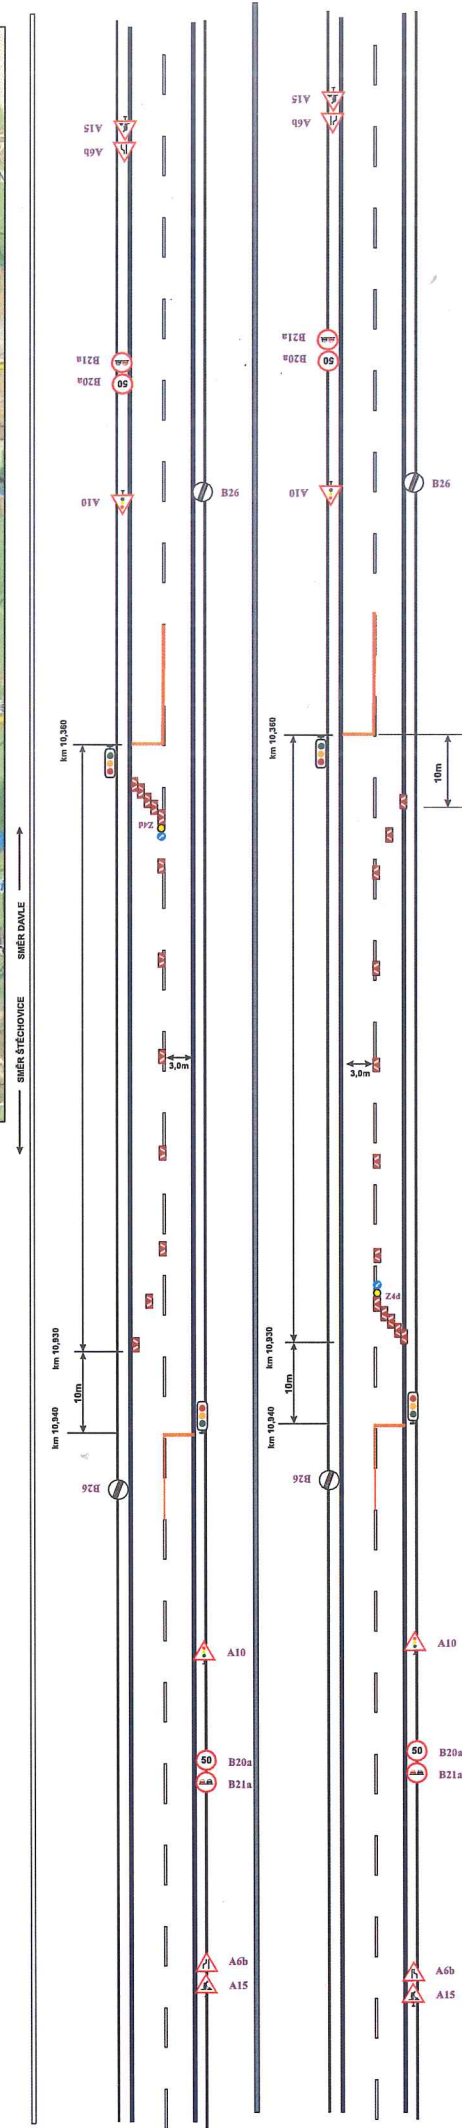 SMĚR ŠTĚCHOVICE
SMĚR DAVLE
A15
A6b
B21a
B20a
50
A10
B26
km 10,360
Z4d
3,0m
km 10,930
10m
km 10,940
B26
A10
50
B20a
B21a
A6b
A15
A15
A6b
B21a
B20a
50
A10
B26
km 10,360
10m
3,0m
Z4d
km 10,930
10m
km 10,940
B26
A10
50
B20a
B21a
A6b
A15